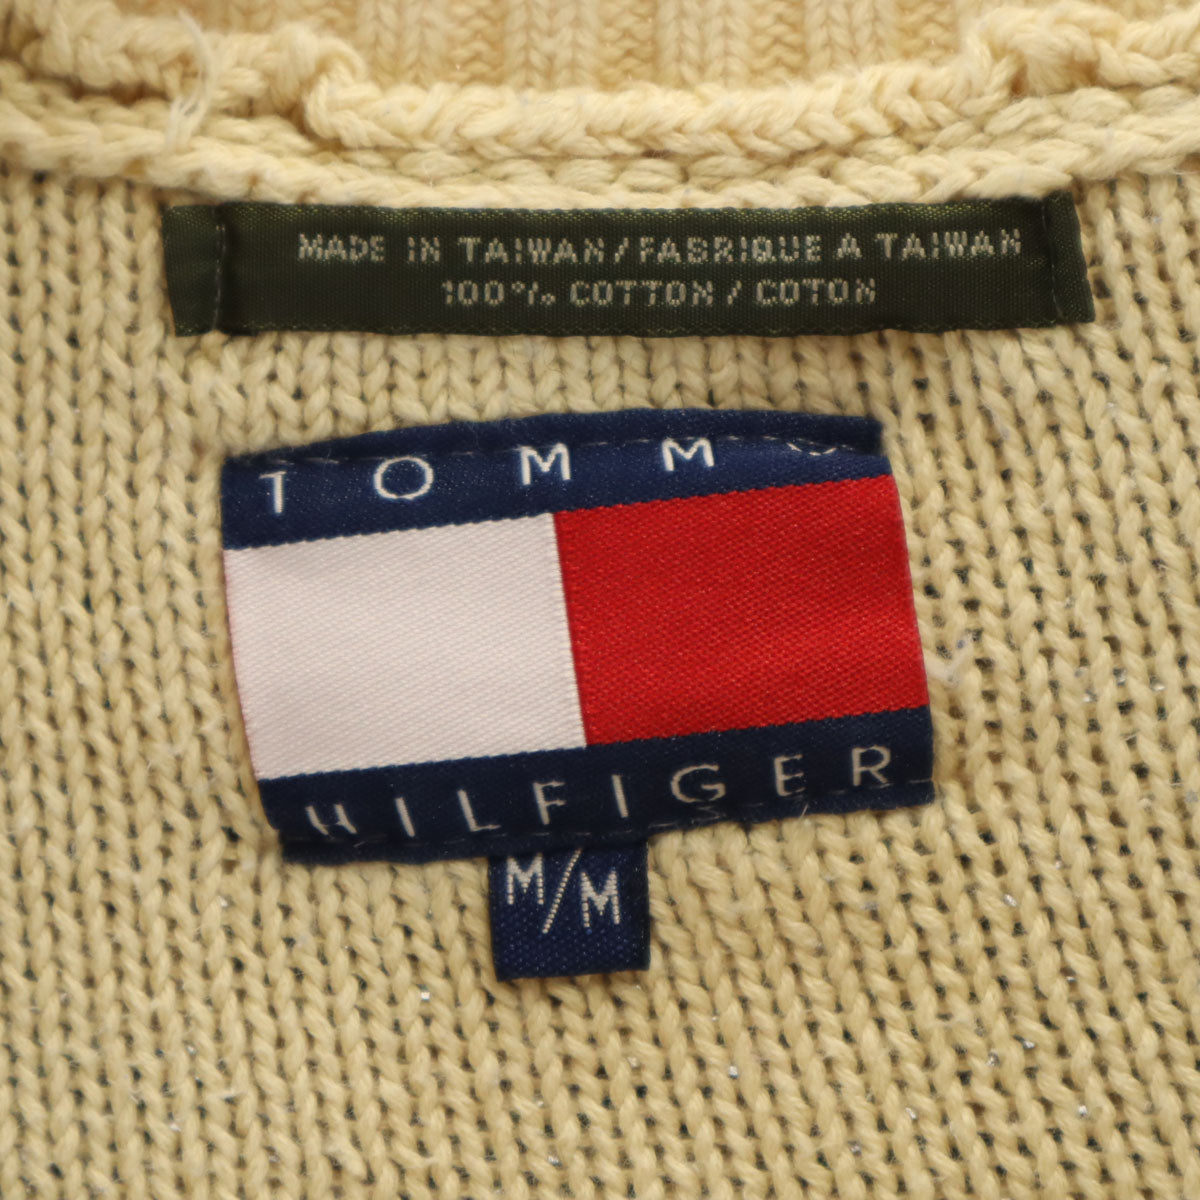 MADE IN TAIWAN / FABRIQUE A TAIWAN
100% COTTON / COTON
TOMMY
HILFIGER
M/M